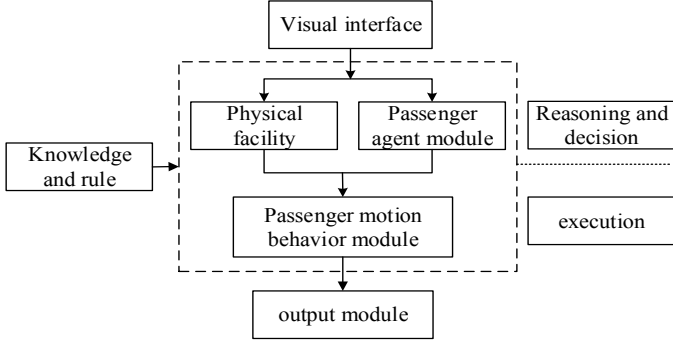 Visual interface
Physical
facility
Passenger
agent module
Reasoning and
decision
Knowledge
and rule
Passenger motion
behavior module
execution
output module